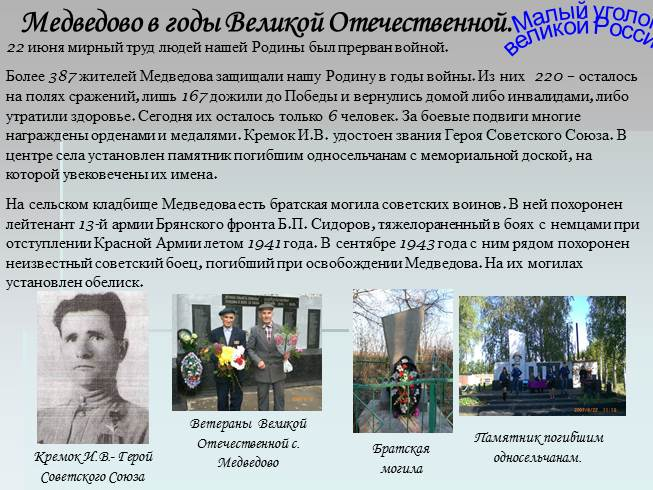 Медведово в годы Великой Отечественной.
Малый уголок
великой России
22 июня мирный труд людей нашей Родины был прерван войной.
Более 387 жителей Медведова защищали нашу Родину в годы войны. Из них 220 – осталось
на полях сражений, лишь 167 дожили до Победы и вернулись домой либо инвалидами, либо
утратили здоровье. Сегодня их осталось только 6 человек. За боевые подвиги многие
награждены орденами и медалями. Кремок И.В. удостоен звания Героя Советского Союза. В
центре села установлен памятник погибшим односельчанам с мемориальной доской, на
которой увековечены их имена.
На сельском кладбище Медведова есть братская могила советских воинов. В ней похоронен
лейтенант 13-й армии Брянского фронта Б.П. Сидоров, тяжелораненный в боях с немцами при
отступлении Красной Армии летом 1941 года. В сентябре 1943 года с ним рядом похоронен
неизвестный советский боец, погибший при освобождении Медведова. На их могилах
установлен обелиск.
Кремок И.В.- Герой
Советского Союза
Ветераны Великой
Отечественной с.
Медведово
Братская
могила
Памятник погибшим
односельчанам.